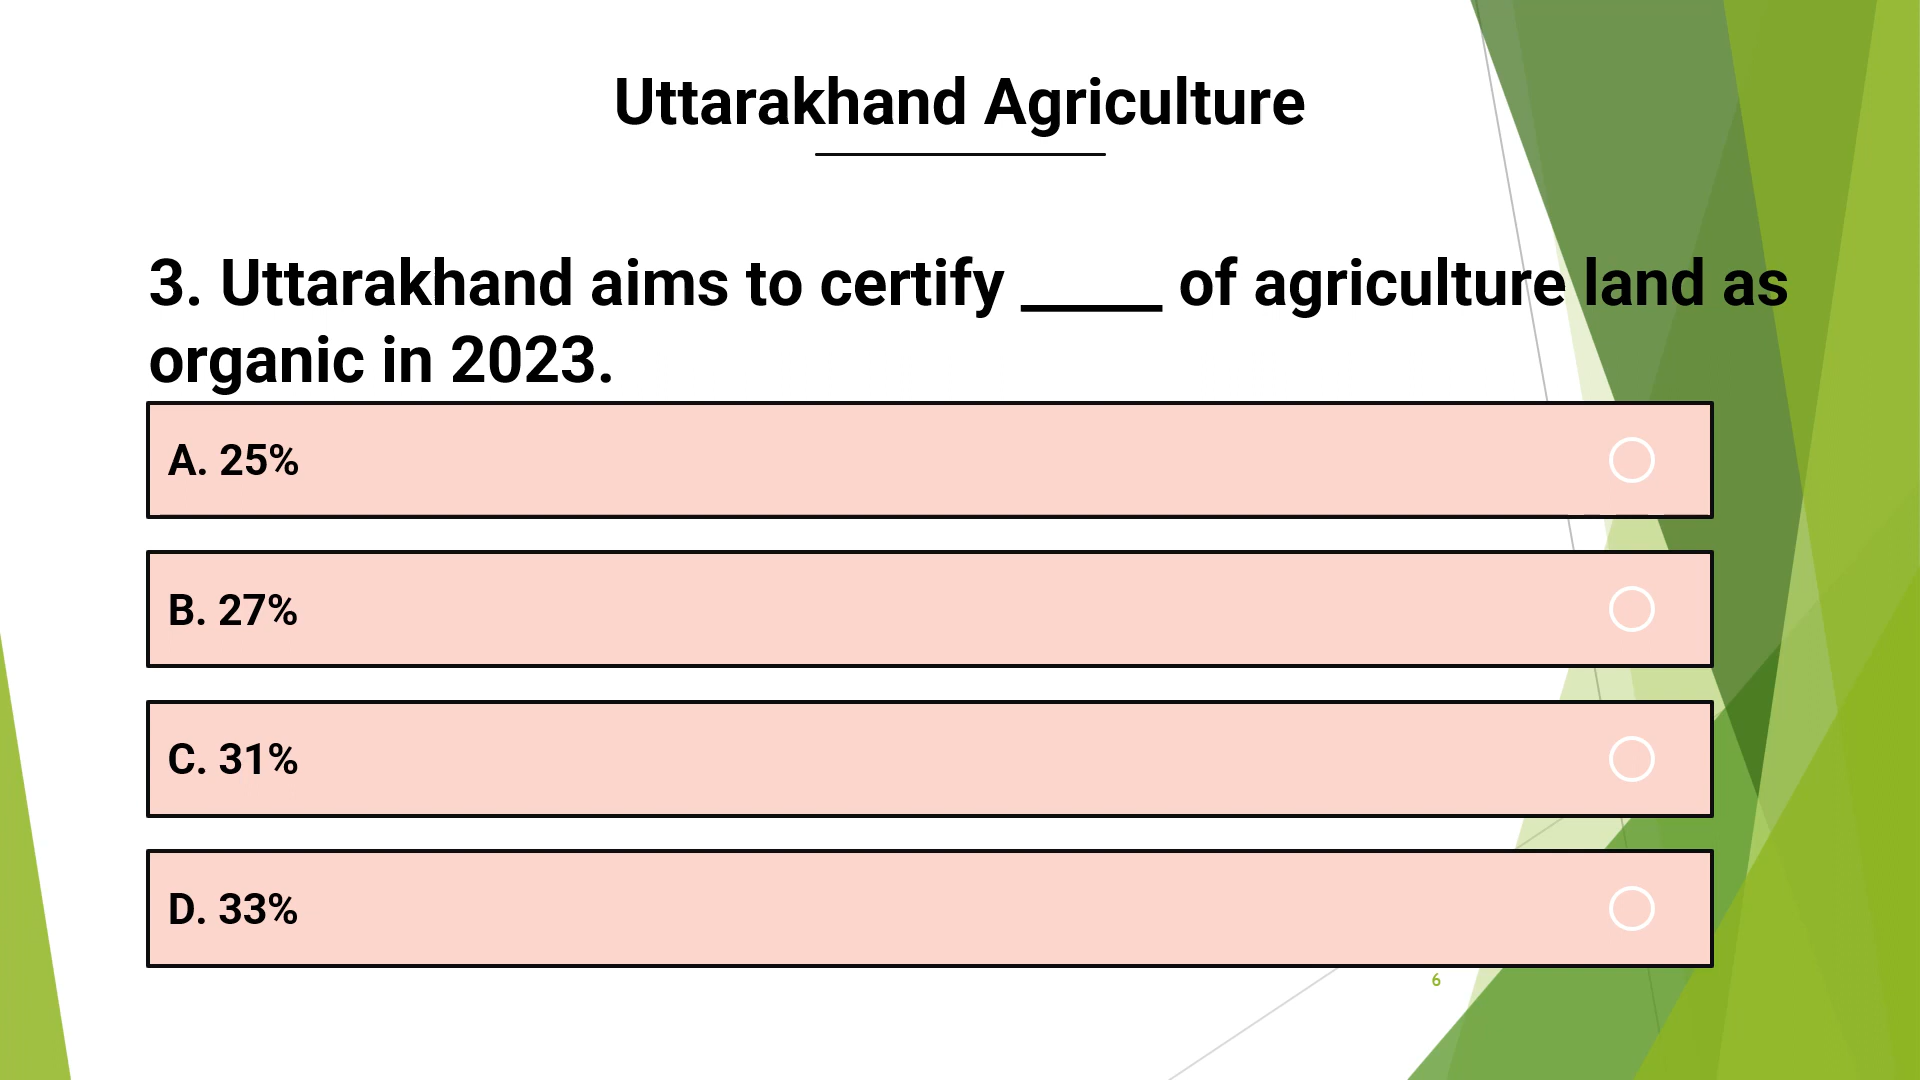 Uttarakhand Agriculture
3. Uttarakhand aims to certify _____ of agriculture land as
organic in 2023.
A. 25%
B. 27%
C. 31%
D. 33%
6